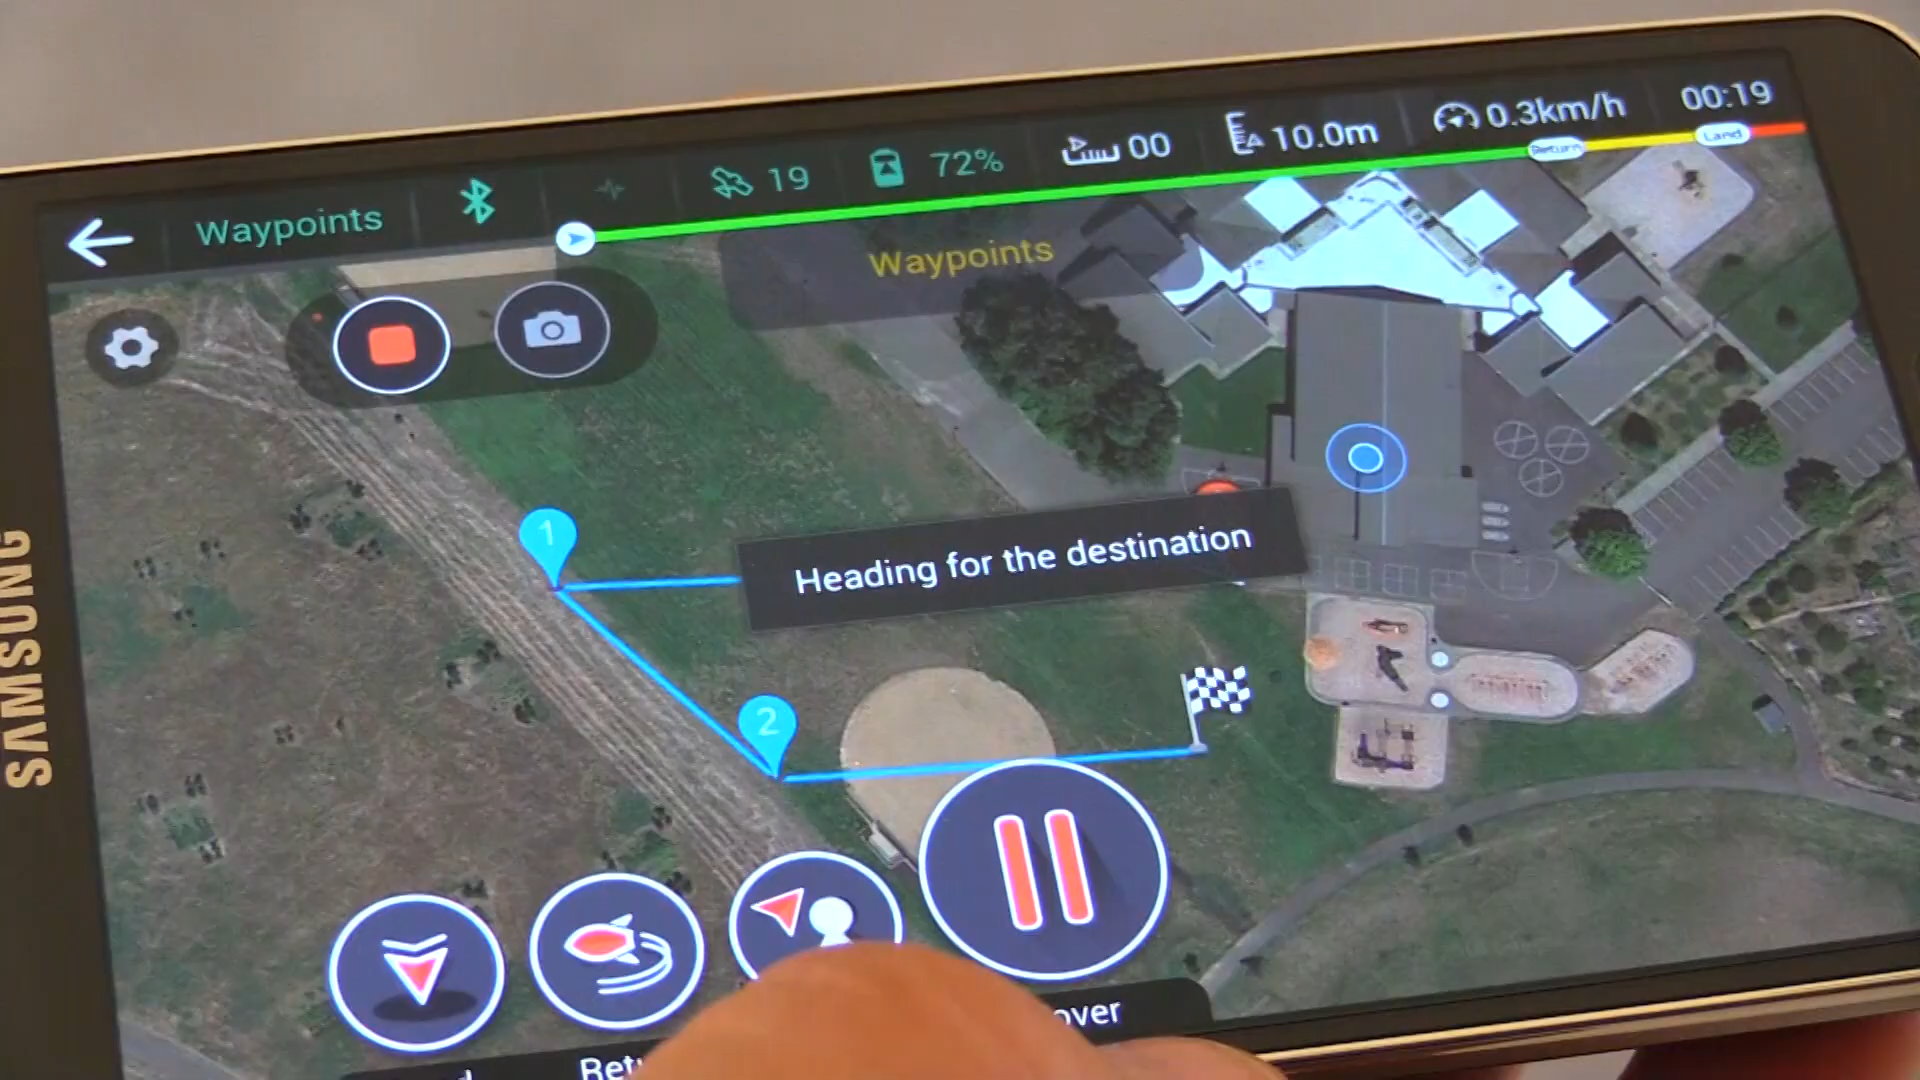 Waypoints
19
72%
00
10.0m
0.3km/h
00:19
Return
Land
Waypoints
1
Heading for the destination
2
SAMSUNG